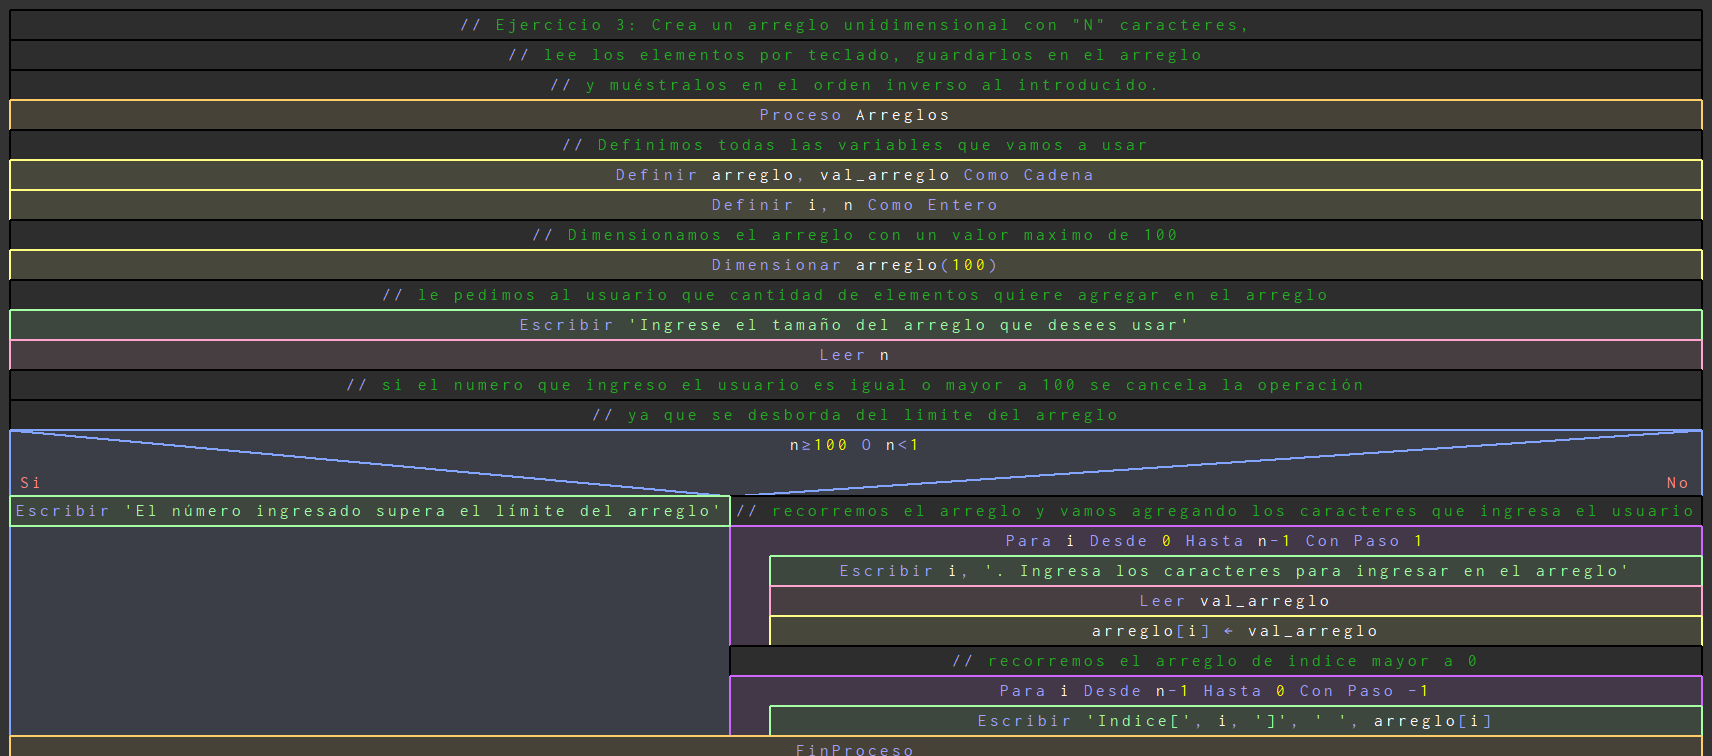 // Ejercicio 3: Crea un arreglo unidimensional con "N" caracteres,
// lee los elementos por teclado, guardarlos en el arreglo
// y muéstralos en el orden inverso al introducido.
Proceso Arreglos
// Definimos todas las variables que vamos a usar
Definir arreglo, val_arreglo Como Cadena
Definir i, n Como Entero
// Dimensionamos el arreglo con un valor maximo de 100
Dimensionar arreglo(100)
// le pedimos al usuario que cantidad de elementos quiere agregar en el arreglo
Escribir 'Ingrese el tamaño del arreglo que desees usar'
Leer n
// si el numero que ingreso el usuario es igual o mayor a 100 se cancela la operación
// ya que se desborda del limite del arreglo
n≥100 O n<1
Si
No
Escribir 'El número ingresado supera el límite del arreglo'
// recorremos el arreglo y vamos agregando los caracteres que ingresa el usuario
Para i Desde 0 Hasta n-1 Con Paso 1
Escribir i, '. Ingresa los caracteres para ingresar en el arreglo'
Leer val_arreglo
arreglo[i] ← val_arreglo
// recorremos el arreglo de indice mayor a 0
Para i Desde n-1 Hasta 0 Con Paso -1
Escribir 'Indice[', i, ']', ' ', arreglo[i]
FinProceso